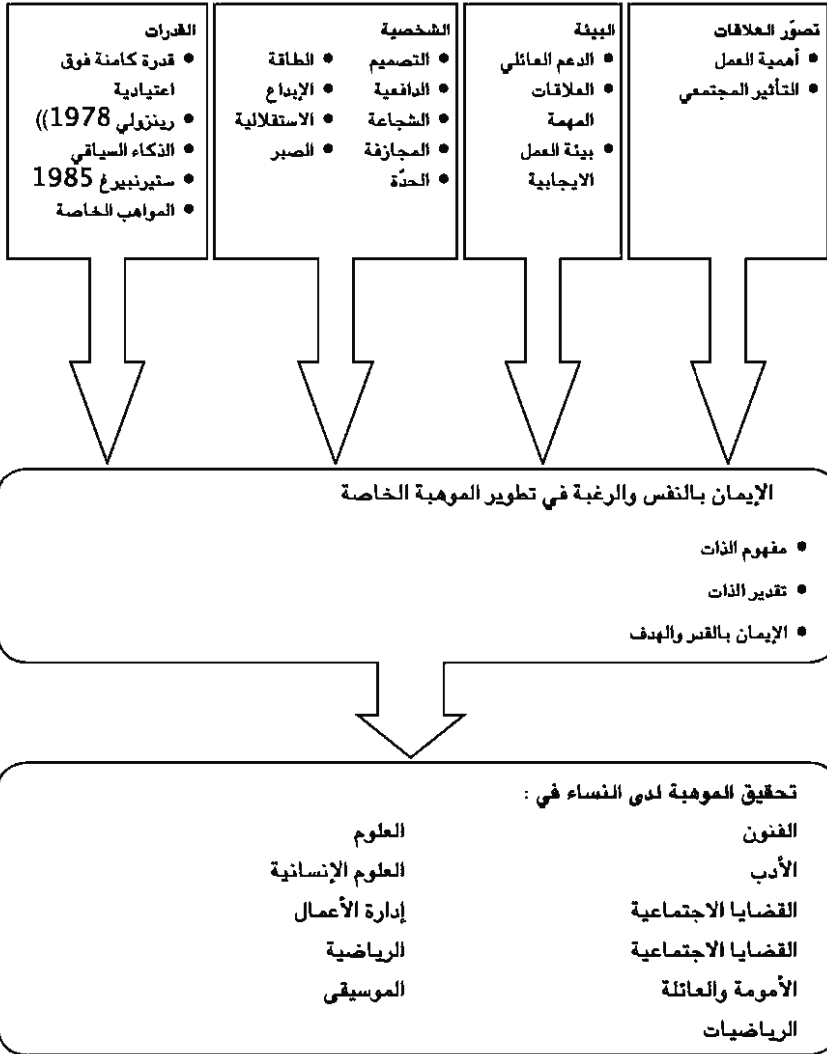 تصوّر العلاقات
• أهمية العمل
• التأثير المجتمعي
البيئة
• الدعم العائلي
• العلاقات
المهمة
• بيئة العمل
الايجابية
الشخصية
• التصميم
• الدافعية
• الشجاعة
• المجازفة
• الحدّة
• الطاقة
• الإبداع
• الاستقلالية
• الصبر
القدرات
• قدرة كامنة فوق
اعتيادية
• رينزولي 1978))
• الذكاء السياقي
• ستيرنبيرغ 1985
• المواهب الخاصة
الإيمان بالنفس والرغبة في تطوير الموهبة الخاصة
• مفهوم الذات
• تقدير الذات
• الإيمان بالقدر والهدف
تحقيق الموهبة لدى النساء في :
الفنون
الأدب
القضايا الاجتماعية
القضايا الاجتماعية
الأمومة والعائلة
الرياضيات
العلوم
العلوم الإنسانية
إدارة الأعمال
الرياضية
الموسيقى